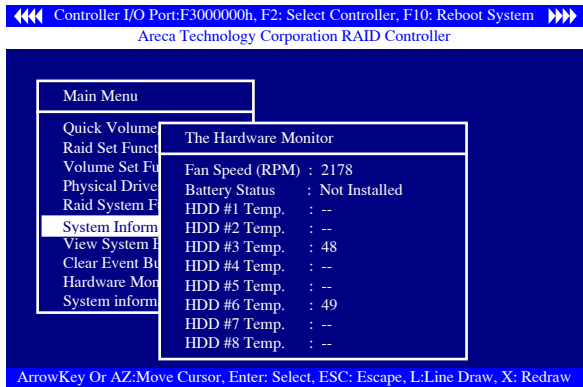 Controller I/O Port:F3000000h, F2: Select Controller, F10: Reboot System
Areca Technology Corporation RAID Controller
Main Menu
Quick Volume
Raid Set Funct
Volume Set Fu
Physical Drive
Raid System F
System Inform
View System E
Clear Event Bu
Hardware Mon
System inform
The Hardware Monitor
Fan Speed (RPM) : 2178
Battery Status : Not Installed
HDD #1 Temp. : --
HDD #2 Temp. : --
HDD #3 Temp. : 48
HDD #4 Temp. : --
HDD #5 Temp. : --
HDD #6 Temp. : 49
HDD #7 Temp. : --
HDD #8 Temp. : --
ArrowKey Or AZ:Move Cursor, Enter: Select, ESC: Escape, L:Line Draw, X: Redraw